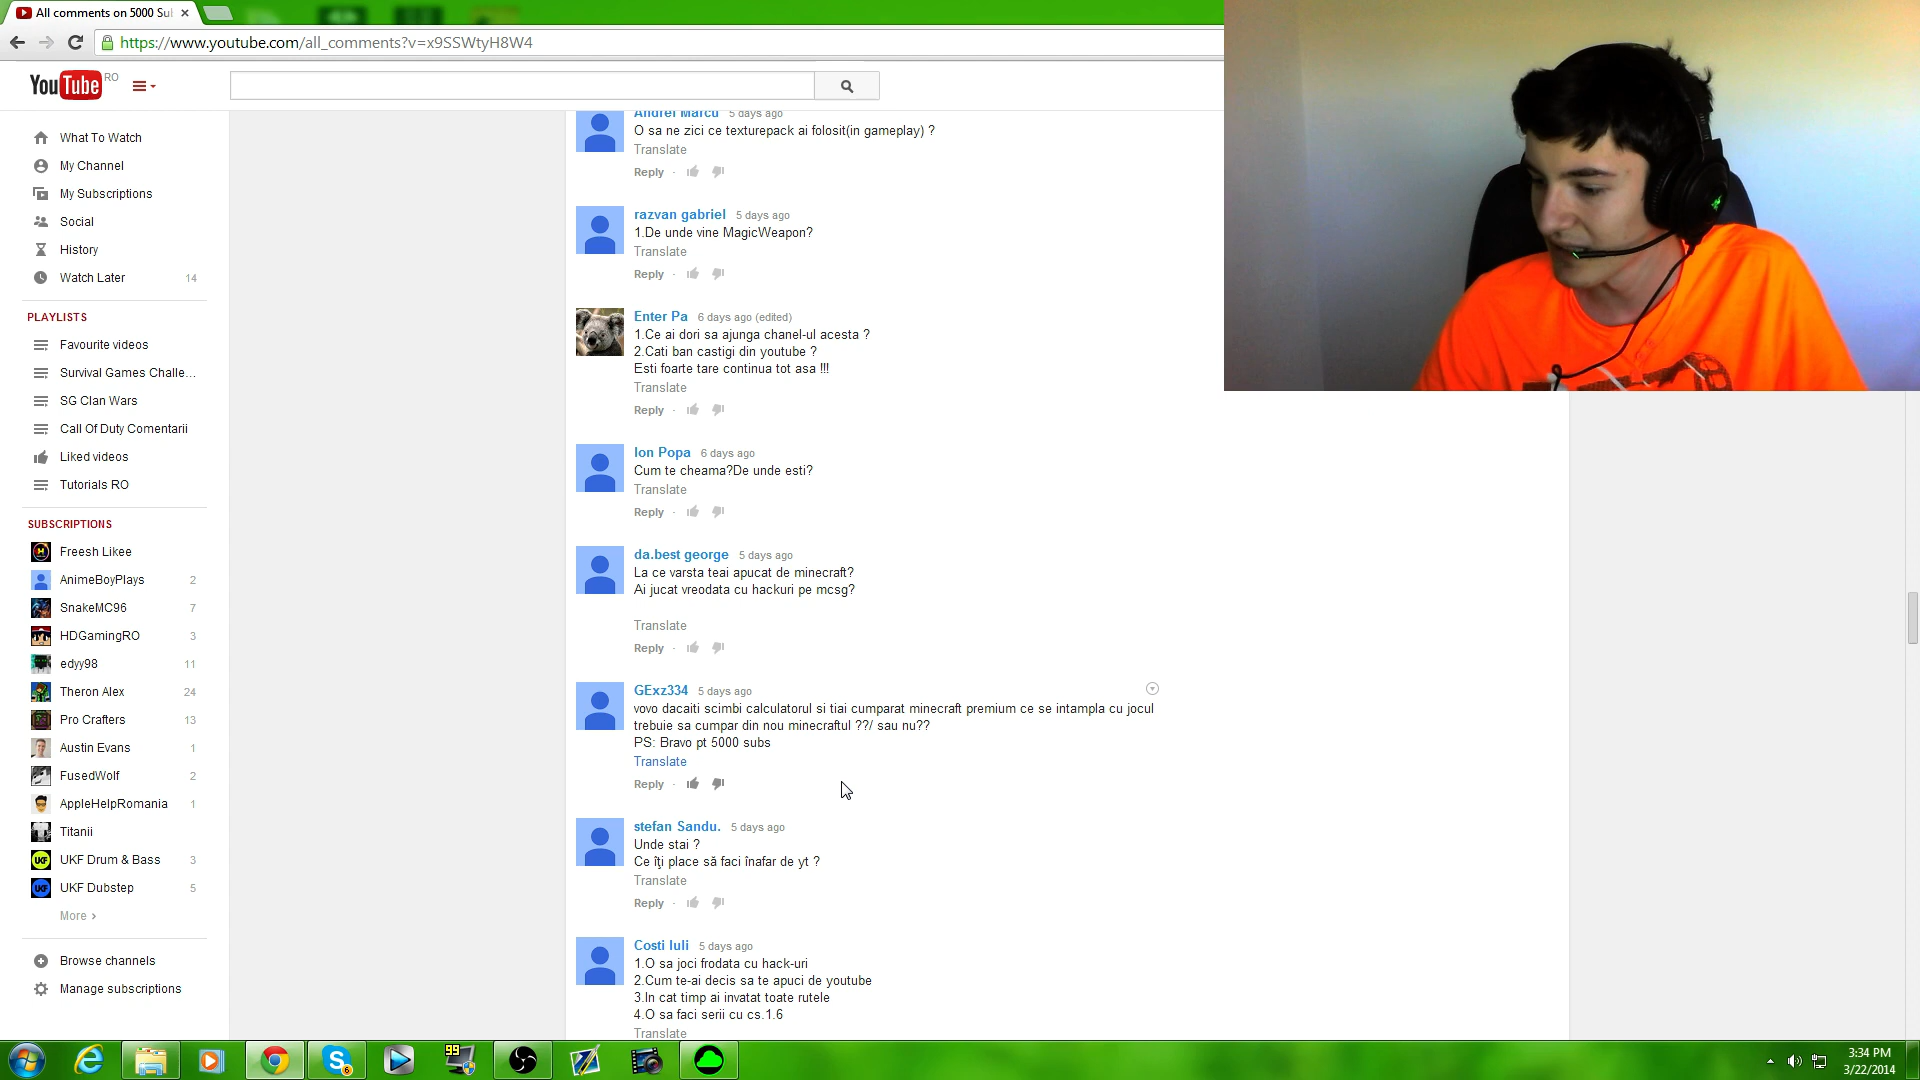 All comments on 5000 Sub
https://www.youtube.com/all_comments?v=x9SSWtyH8W4
YouTube RO
What To Watch
My Channel
My Subscriptions
Social
History
Watch Later 14
PLAYLISTS
Favourite videos
Survival Games Challe...
SG Clan Wars
Call Of Duty Comentarii
Liked videos
Tutorials RO
SUBSCRIPTIONS
Freesh Likee
AnimeBoyPlays 2
SnakeMC96 7
HDGamingRO 3
edyy98 11
Theron Alex 24
Pro Crafters 13
Austin Evans 1
FusedWolf 2
AppleHelpRomania 1
Titanii
UKF Drum & Bass 3
UKF Dubstep 5
More ›
Browse channels
Manage subscriptions
Andrei Marcu 5 days ago
O sa ne zici ce texturepack ai folosit(in gameplay) ?
Translate
Reply ·
razvan gabriel 5 days ago
1.De unde vine MagicWeapon?
Translate
Reply ·
Enter Pa 6 days ago (edited)
1.Ce ai dori sa ajunga chanel-ul acesta ?
2.Cati ban castigi din youtube ?
Esti foarte tare continua tot asa !!!
Translate
Reply ·
Ion Popa 6 days ago
Cum te cheama?De unde esti?
Translate
Reply ·
da.best george 5 days ago
La ce varsta teai apucat de minecraft?
Ai jucat vreodata cu hackuri pe mcsg?
Translate
Reply ·
GExz334 5 days ago
vovo dacaiti scimbi calculatorul si tiai cumparat minecraft premium ce se intampla cu jocul
trebuie sa cumpar din nou minecraftul ??/ sau nu??
PS: Bravo pt 5000 subs
Translate
Reply ·
stefan Sandu. 5 days ago
Unde stai ?
Ce îţi place să faci înafar de yt ?
Translate
Reply ·
Costi Iuli 5 days ago
1.O sa joci frodata cu hack-uri
2.Cum te-ai decis sa te apuci de youtube
3.In cat timp ai invatat toate rutele
4.O sa faci serii cu cs.1.6
Translate
UKF
UKF
99
6
3:34 PM
3/22/2014